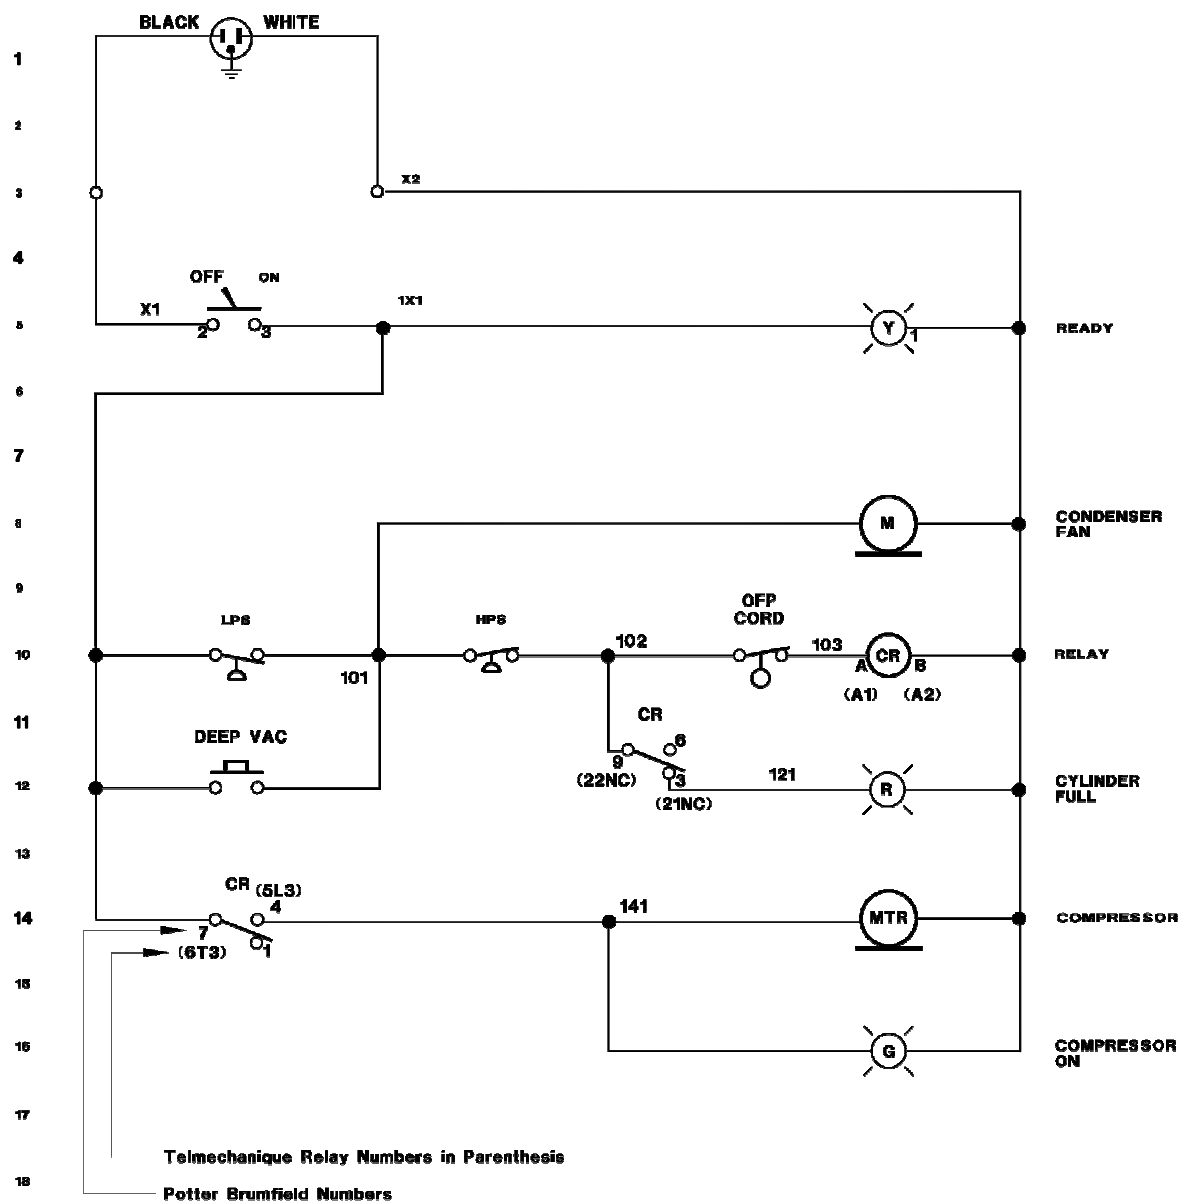 BLACK WHITE
1
2
X2
3
4
OFF ON
X1
1X1
5
2 3
Y 1
READY
6
7
8
M
CONDENSER
FAN
9
LPS
HPS
OFP
CORD
10
101
102
103
A CR B
RELAY
(A1) (A2)
11
DEEP VAC
CR
6
9
(22NC)
3
(21NC)
12
121
R
CYLINDER
FULL
13
CR (5L3)
4
14
7
(6T3)
1
141
MTR
COMPRESSOR
15
16
G
COMPRESSOR
ON
17
Telmechanique Relay Numbers in Parenthesis
18
Potter Brumfield Numbers